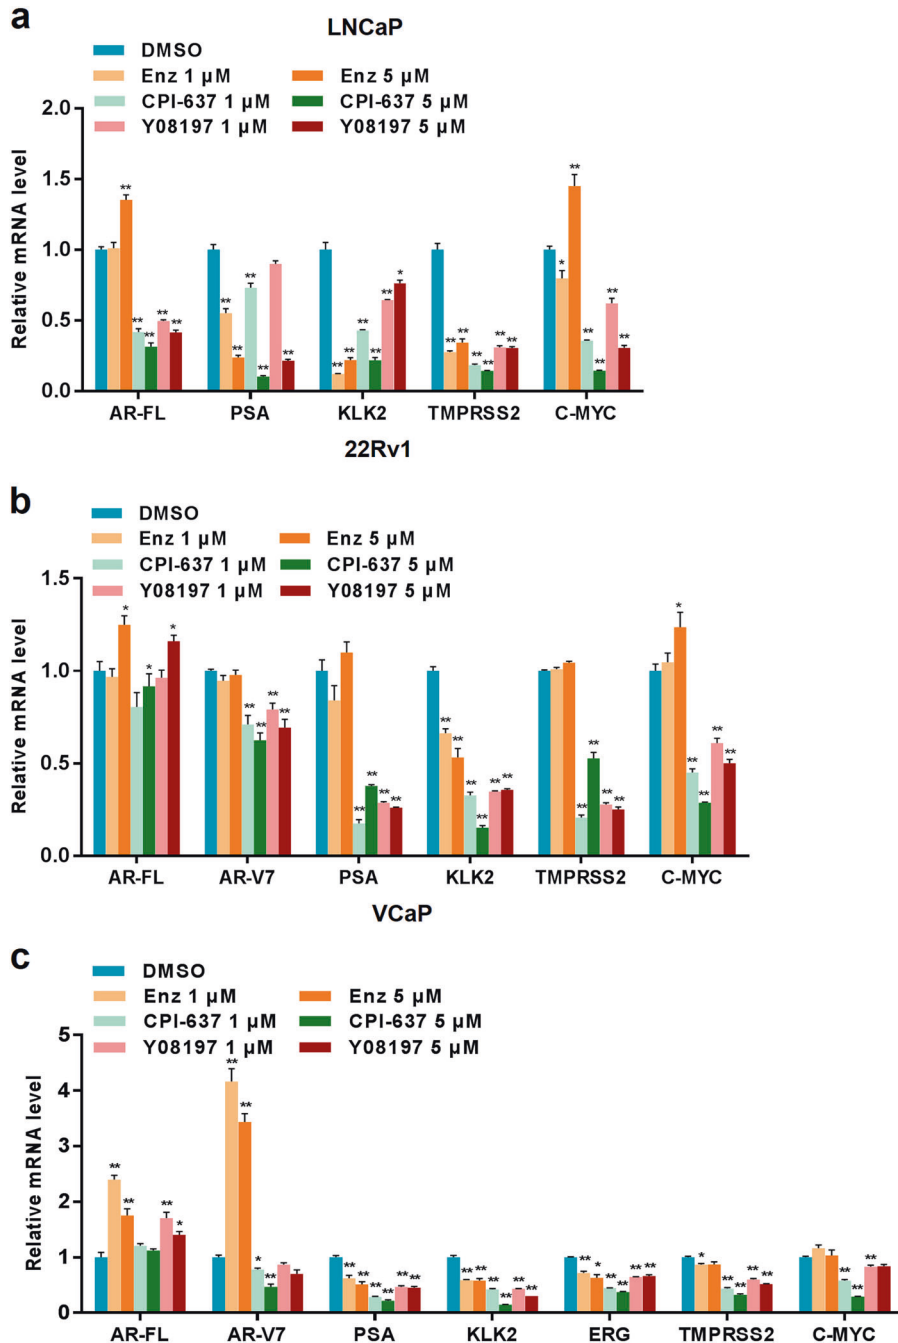 a
LNCaP
DMSO
Enz 1 µM
Enz 5 µM
CPI-637 1 µM
CPI-637 5 µM
Y08197 1 µM
Y08197 5 µM
Relative mRNA level
2.0
1.5
1.0
0.5
0.0
** ** ** ** ** ** ** ** ** ** ** ** ** ** ** * ** ** ** ** ** ** * ** ** ** ** **
AR-FL PSA KLK2 TMPRSS2 C-MYC
22Rv1
b
DMSO
Enz 1 µM
Enz 5 µM
CPI-637 1 µM
CPI-637 5 µM
Y08197 1 µM
Y08197 5 µM
Relative mRNA level
1.5
1.0
0.5
0.0
* * * ** ** ** ** ** ** ** ** ** ** ** ** ** ** ** ** ** ** * ** ** ** **
AR-FL AR-V7 PSA KLK2 TMPRSS2 C-MYC
VCaP
c
DMSO
Enz 1 µM
Enz 5 µM
CPI-637 1 µM
CPI-637 5 µM
Y08197 1 µM
Y08197 5 µM
Relative mRNA level
5
4
3
2
1
0
** ** ** * ** ** * ** ** ** ** ** ** ** ** ** ** ** ** ** ** * ** ** ** ** * ** ** ** ** ** ** **
AR-FL AR-V7 PSA KLK2 ERG TMPRSS2 C-MYC